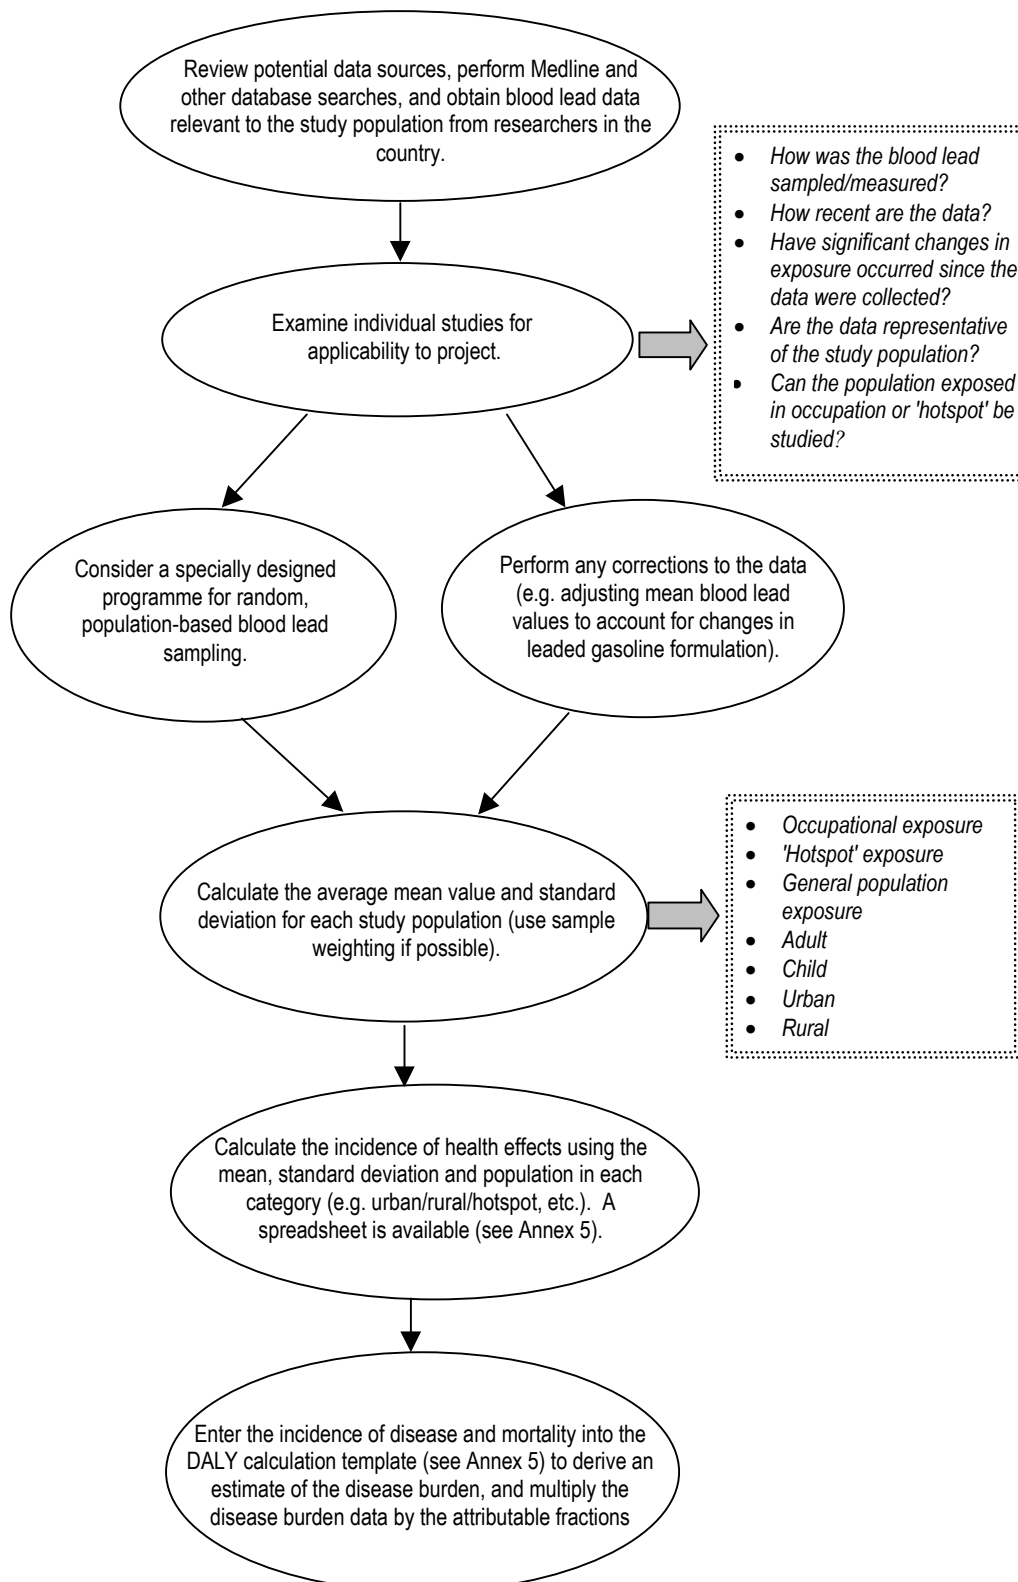 Review potential data sources, perform Medline and
other database searches, and obtain blood lead data
relevant to the study population from researchers in the
country.
• How was the blood lead
sampled/measured?
• How recent are the data?
• Have significant changes in
exposure occurred since the
data were collected?
• Are the data representative
of the study population?
• Can the population exposed
in occupation or 'hotspot' be
studied?
Examine individual studies for
applicability to project.
Consider a specially designed
programme for random,
population-based blood lead
sampling.
Perform any corrections to the data
(e.g. adjusting mean blood lead
values to account for changes in
leaded gasoline formulation).
Calculate the average mean value and standard
deviation for each study population (use sample
weighting if possible).
• Occupational exposure
• 'Hotspot' exposure
• General population
exposure
• Adult
• Child
• Urban
• Rural
Calculate the incidence of health effects using the
mean, standard deviation and population in each
category (e.g. urban/rural/hotspot, etc.).  A
spreadsheet is available (see Annex 5).
Enter the incidence of disease and mortality into the
DALY calculation template (see Annex 5) to derive an
estimate of the disease burden, and multiply the
disease burden data by the attributable fractions